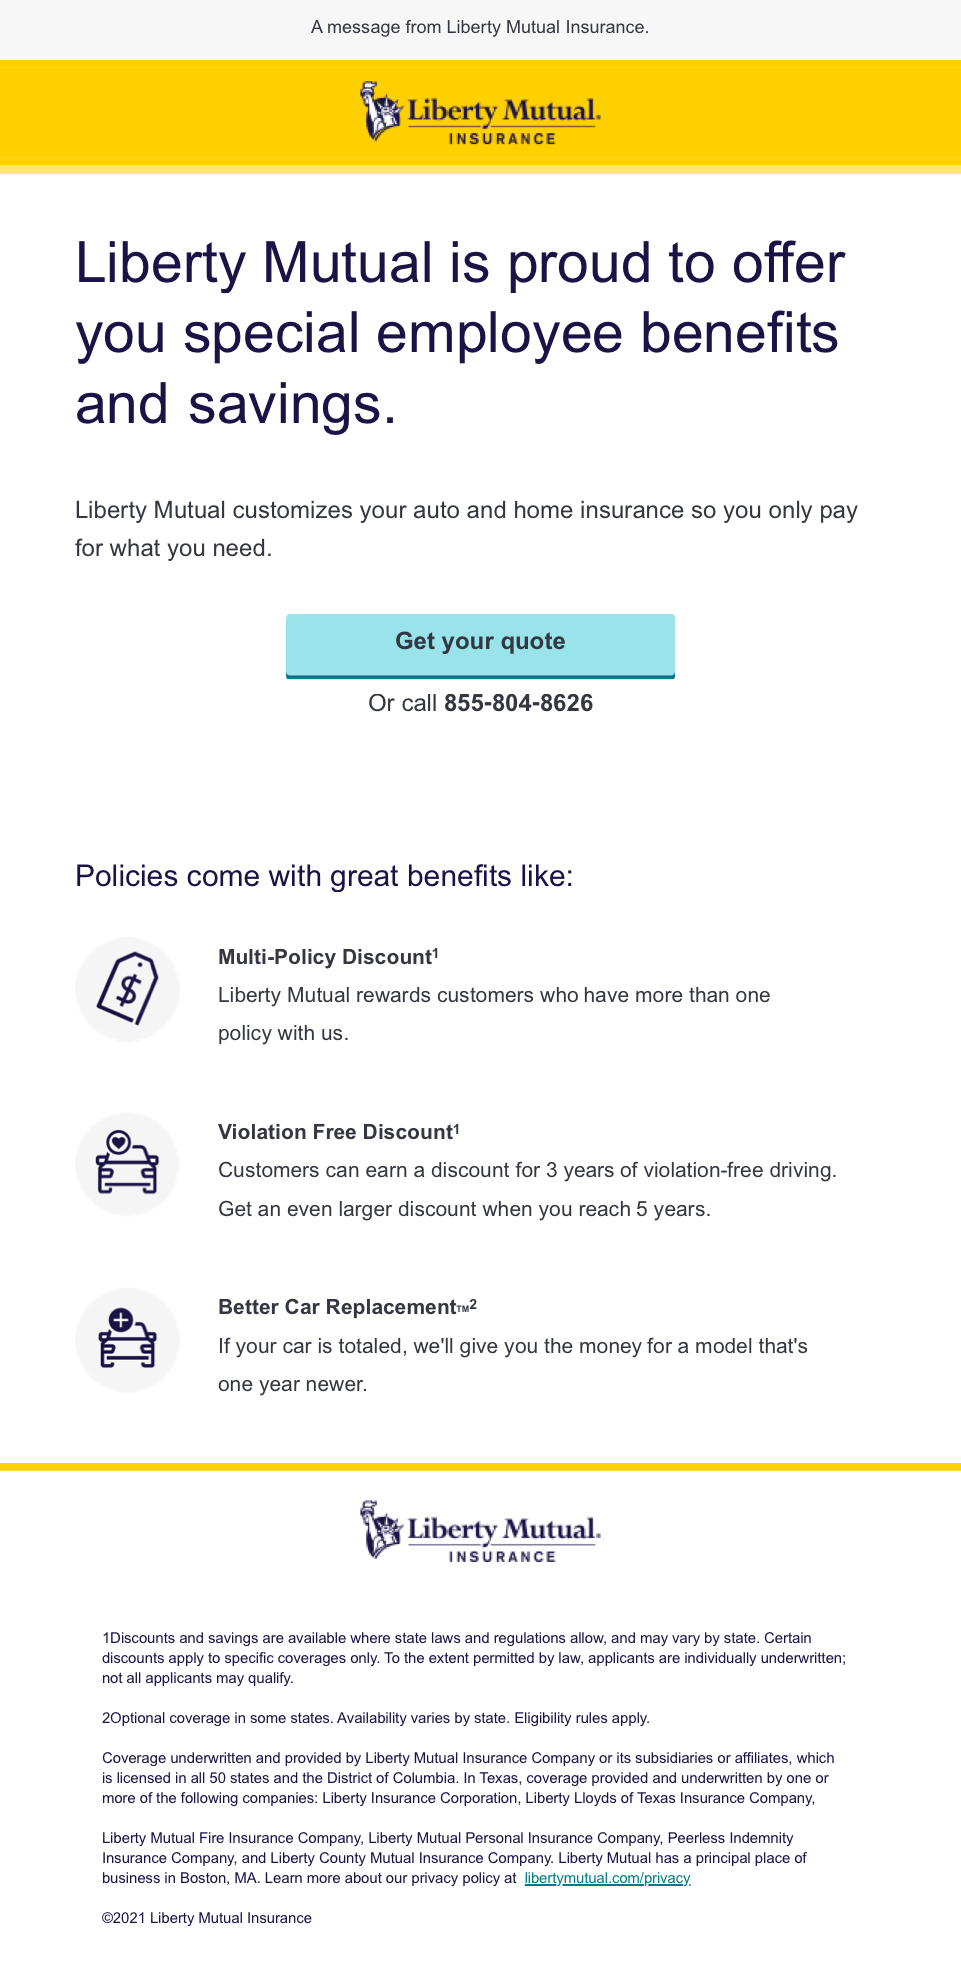 A message from Liberty Mutual Insurance.
Liberty Mutual.
INSURANCE
Liberty Mutual is proud to offer
you special employee benefits
and savings.
Liberty Mutual customizes your auto and home insurance so you only pay
for what you need.
Get your quote
Or call 855-804-8626
Policies come with great benefits like:
Multi-Policy Discount¹
Liberty Mutual rewards customers who have more than one
policy with us.
Violation Free Discount¹
Customers can earn a discount for 3 years of violation-free driving.
Get an even larger discount when you reach 5 years.
Better Car Replacement™²
If your car is totaled, we'll give you the money for a model that's
one year newer.
Liberty Mutual.
INSURANCE
1Discounts and savings are available where state laws and regulations allow, and may vary by state. Certain
discounts apply to specific coverages only. To the extent permitted by law, applicants are individually underwritten;
not all applicants may qualify.
2Optional coverage in some states. Availability varies by state. Eligibility rules apply.
Coverage underwritten and provided by Liberty Mutual Insurance Company or its subsidiaries or affiliates, which
is licensed in all 50 states and the District of Columbia. In Texas, coverage provided and underwritten by one or
more of the following companies: Liberty Insurance Corporation, Liberty Lloyds of Texas Insurance Company,
Liberty Mutual Fire Insurance Company, Liberty Mutual Personal Insurance Company, Peerless Indemnity
Insurance Company, and Liberty County Mutual Insurance Company. Liberty Mutual has a principal place of
business in Boston, MA. Learn more about our privacy policy at libertymutual.com/privacy
©2021 Liberty Mutual Insurance